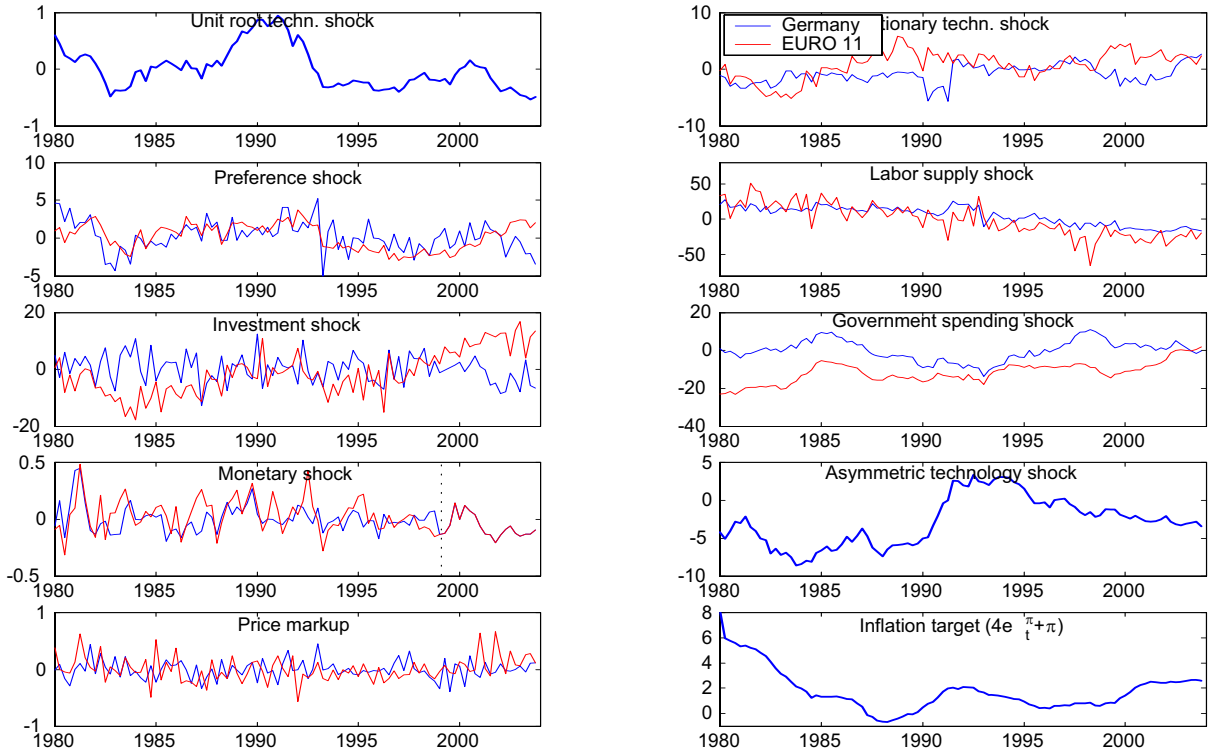 Unit root techn. shock
1
0
-1
1980 1985 1990 1995 2000
Germany
EURO 11
tionary techn. shock
10
0
-10
1980 1985 1990 1995 2000
Preference shock
10
5
0
-5
1980 1985 1990 1995 2000
Labor supply shock
50
0
-50
1980 1985 1990 1995 2000
Investment shock
20
0
-20
1980 1985 1990 1995 2000
Government spending shock
20
0
-20
-40
1980 1985 1990 1995 2000
Monetary shock
0.5
0
-0.5
1980 1985 1990 1995 2000
Asymmetric technology shock
5
0
-5
-10
1980 1985 1990 1995 2000
Price markup
1
0
-1
1980 1985 1990 1995 2000
Inflation target (4e π t +π)
8
6
4
2
0
1980 1985 1990 1995 2000